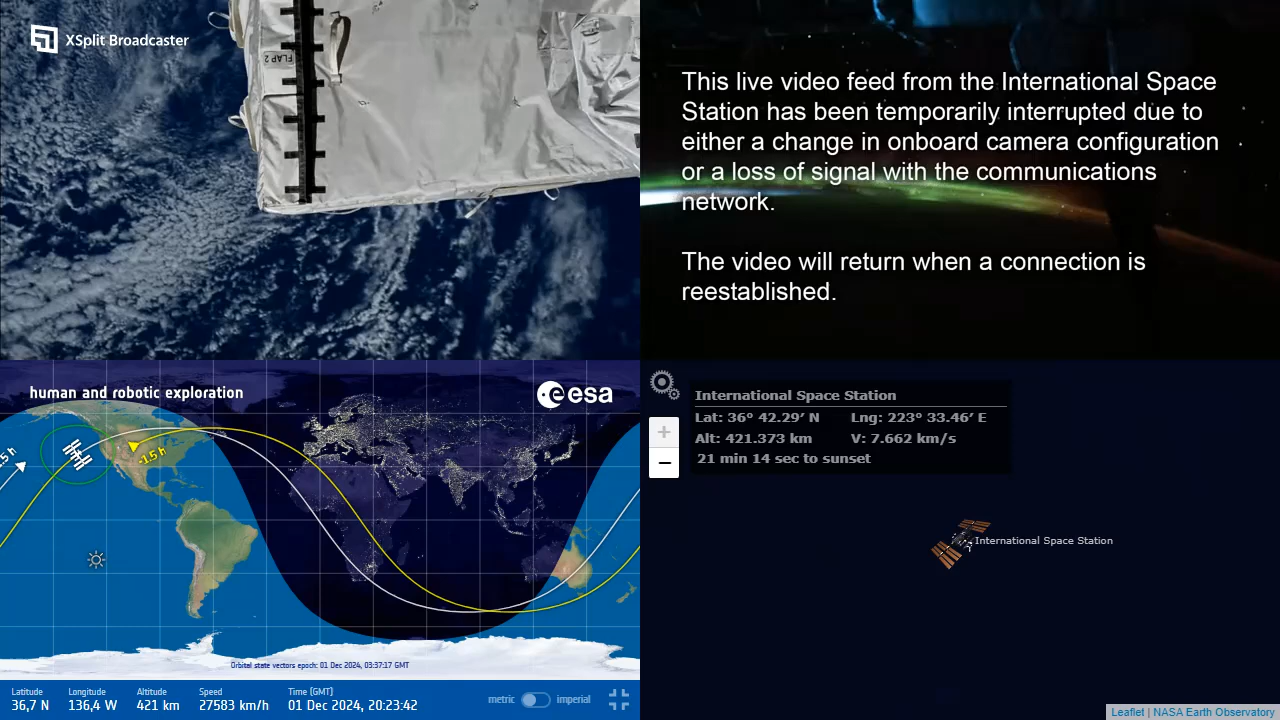 XSplit Broadcaster
FLAP 2
This live video feed from the International Space
Station has been temporarily interrupted due to
either a change in onboard camera configuration
or a loss of signal with the communications
network.
The video will return when a connection is
reestablished.
human and robotic exploration
esa
-1.5 h
Orbital state vectors epoch: 01 Dec 2024, 03:37:17 GMT
Latitude
36,7 N
Longitude
136,4 W
Altitude
421 km
Speed
27583 km/h
Time (GMT)
01 Dec 2024, 20:23:42
metric
imperial
International Space Station
Lat: 36° 42.29′ N Lng: 223° 33.46′ E
Alt: 421.373 km V: 7.662 km/s
21 min 14 sec to sunset
+
−
International Space Station
Leaflet | NASA Earth Observatory